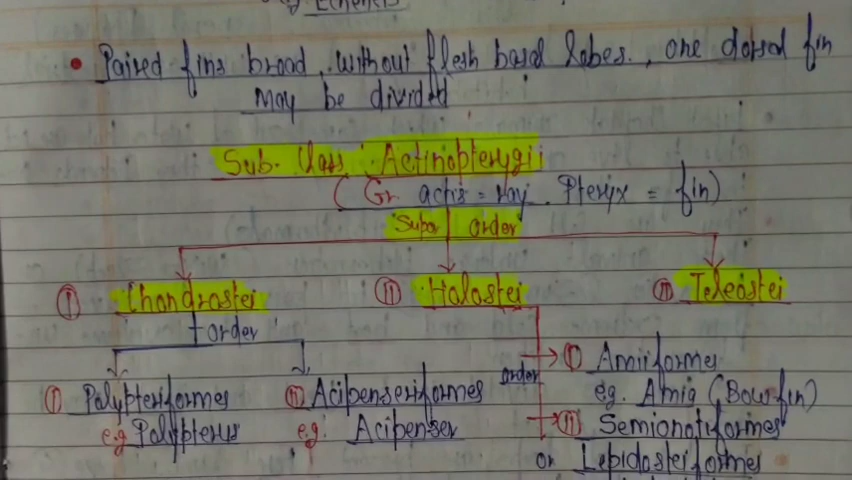 • Paired fins broad, without flesh basal lobes, one dorsal fin
may be divided
Sub. Class : Actinopterygii
(Gr actis = ray. Pteryx = fin)
Super order
(i) Chondrostei (ii) Holostei (iii) Teleostei
order
order (i) Amiiformes
(i) Polypteriformes (ii) Acipenseriformes eg. Amia (Bowfin)
e.g Polypterus eg. Acipenser (ii) Semionotiformes
or Lepidosteiformes